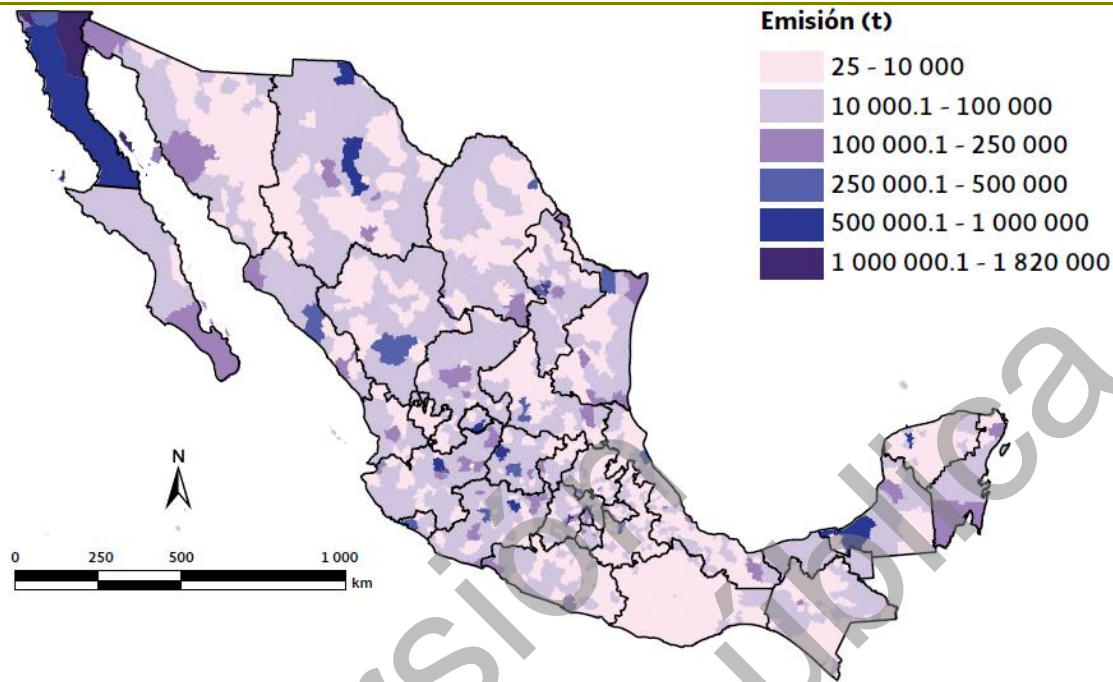 Emisión (t)
25 - 10 000
10 000.1 - 100 000
100 000.1 - 250 000
250 000.1 - 500 000
500 000.1 - 1 000 000
1 000 000.1 - 1 820 000
N
0 250 500 1 000
km
versión
pública